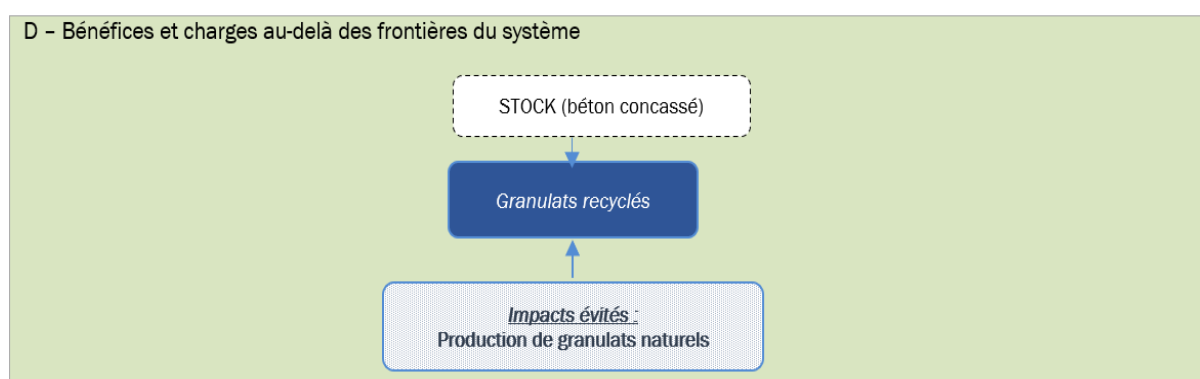 D – Bénéfices et charges au-delà des frontières du système
STOCK (béton concassé)
Granulats recyclés
Impacts évités :
Production de granulats naturels